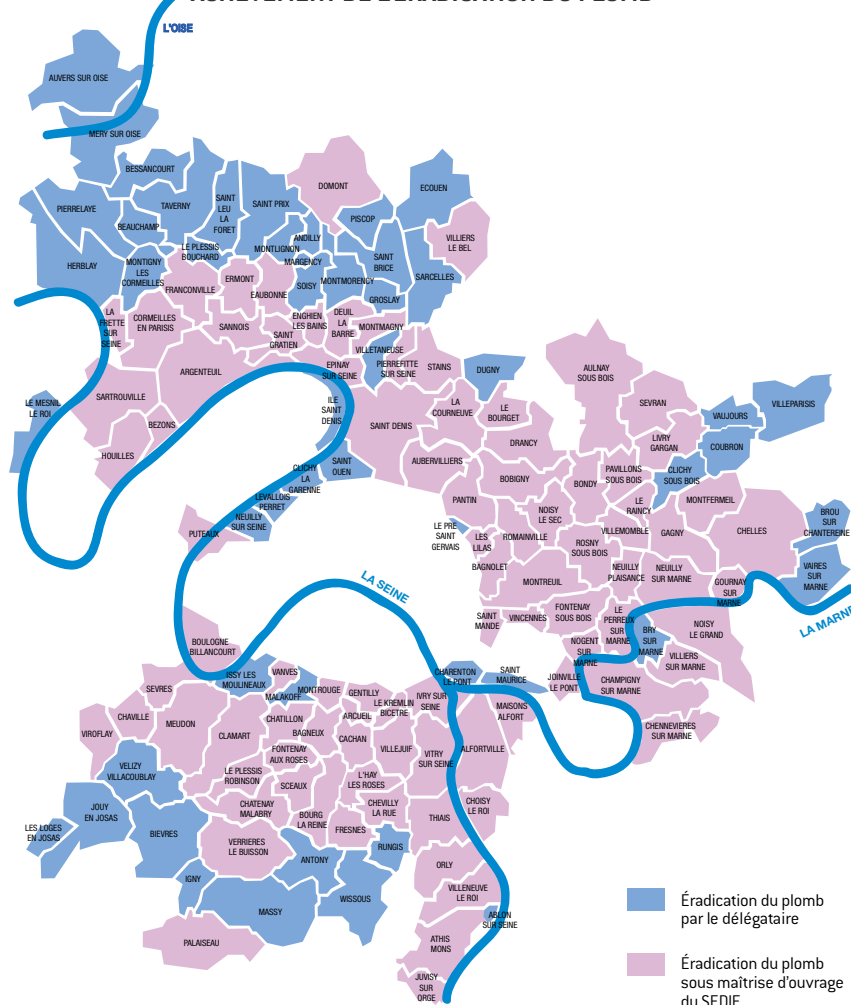 L'OISE
AUVERS SUR OISE
MERY SUR OISE
BESSANCOURT
PIERRELAYE
TAVERNY
SAINT
LEU
LA
FORET
SAINT PRIX
DOMONT
ECOUEN
BEAUCHAMP
PISCOP
ANDILLY
VILLIERS
LE BEL
HERBLAY
MONTIGNY
LES
CORMEILLES
LE PLESSIS
BOUCHARD
MONTLIGNON
MARGENCY
SAINT
BRICE
SARCELLES
FRANCONVILLE
ERMONT
EAUBONNE
SOISY
MONTMORENCY
GROSLAY
LA
FRETTE
SUR
SEINE
CORMEILLES
EN PARISIS
SANNOIS
SAINT
GRATIEN
ENGHIEN
LES BAINS
DEUIL
LA
BARRE
MONTMAGNY
VILLETANEUSE
ARGENTEUIL
EPINAY
SUR SEINE
PIERREFITTE
SUR SEINE
STAINS
DUGNY
AULNAY
SOUS BOIS
LE MESNIL
LE ROI
SARTROUVILLE
BEZONS
HOUILLES
ILE
SAINT
DENIS
SAINT DENIS
LA
COURNEUVE
LE
BOURGET
DRANCY
SEVRAN
VILLEPARISIS
VAUJOURS
LIVRY
GARGAN
COUBRON
SAINT
OUEN
AUBERVILLIERS
BOBIGNY
BONDY
PAVILLONS
SOUS BOIS
CLICHY
SOUS BOIS
CLICHY
LA
GARENNE
LEVALLOIS
PERRET
NEUILLY
SUR SEINE
PUTEAUX
PANTIN
LE PRE
SAINT
GERVAIS
LES
LILAS
NOISY
LE SEC
ROMAINVILLE
LE
RAINCY
MONTFERMEIL
VILLEMOMBLE
GAGNY
CHELLES
BROU
SUR
CHANTEREINE
BAGNOLET
ROSNY
SOUS BOIS
MONTREUIL
NEUILLY
PLAISANCE
NEUILLY
SUR MARNE
GOURNAY
SUR
MARNE
VAIRES
SUR
MARNE
LA SEINE
LA MARNE
SAINT
MANDE
VINCENNES
FONTENAY
SOUS BOIS
LE
PERREUX
SUR
MARNE
NOGENT
SUR
MARNE
BRY
SUR
MARNE
NOISY
LE GRAND
VILLIERS
SUR MARNE
BOULOGNE
BILLANCOURT
ISSY LES
MOULINEAUX
VANVES
MALAKOFF
MONTROUGE
GENTILLY
LE KREMLIN
BICETRE
IVRY SUR
SEINE
CHARENTON
LE PONT
SAINT
MAURICE
JOINVILLE
LE PONT
CHAMPIGNY
SUR MARNE
SEVRES
CHAVILLE
VIROFLAY
MEUDON
CLAMART
CHATILLON
BAGNEUX
ARCUEIL
CACHAN
VILLEJUIF
VITRY
SUR SEINE
MAISONS
ALFORT
ALFORTVILLE
CHENNEVIERES
SUR MARNE
FONTENAY
AUX ROSES
VELIZY
VILLACOUBLAY
LE PLESSIS
ROBINSON
SCEAUX
L'HAY
LES ROSES
JOUY
EN JOSAS
LES LOGES
EN JOSAS
BIEVRES
CHATENAY
MALABRY
BOURG
LA REINE
CHEVILLY
LA RUE
CHOISY
LE ROI
FRESNES
THIAIS
VERRIERES
LE BUISSON
ANTONY
RUNGIS
ORLY
IGNY
MASSY
WISSOUS
VILLENEUVE
LE ROI
ABLON
SUR SEINE
PALAISEAU
ATHIS
MONS
JUVISY
SUR
ORGE
Éradication du plomb
par le délégataire
Éradication du plomb
sous maîtrise d'ouvrage
du SEDIF